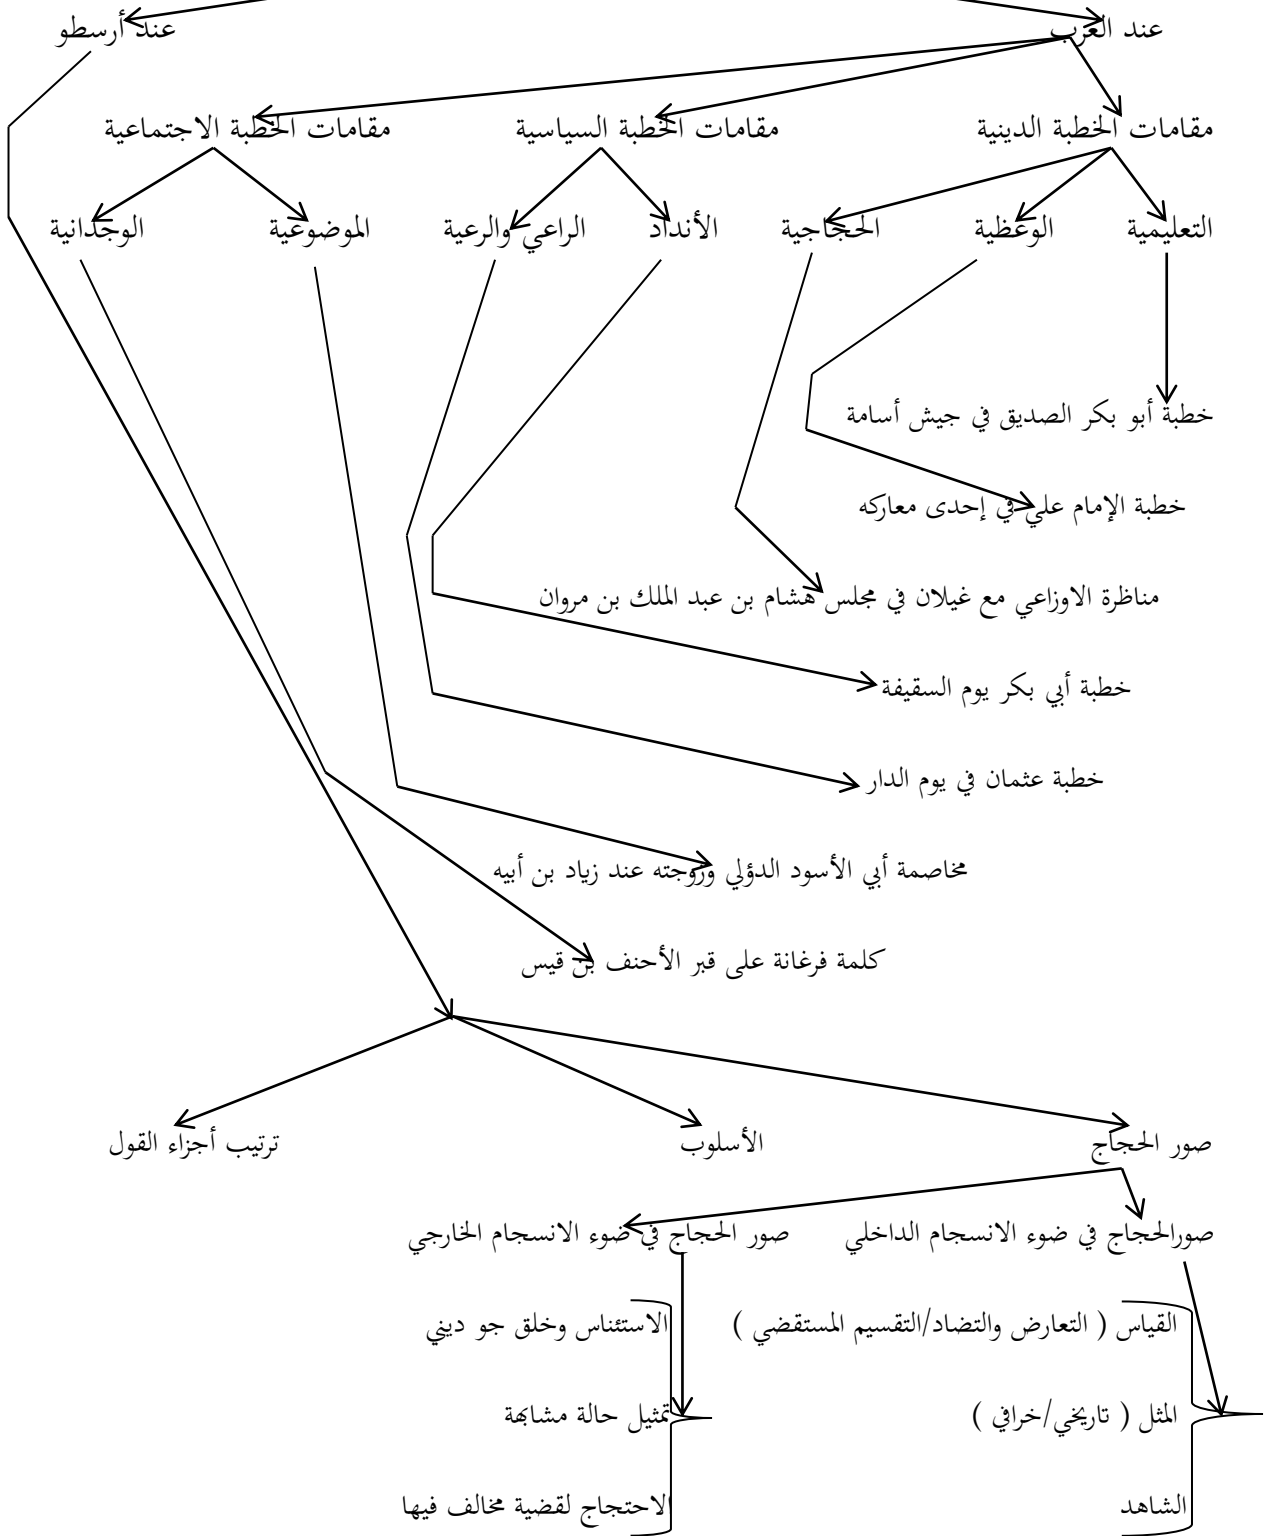 عند العرب عند أرسطو
مقامات الخطبة الدينية مقامات الخطبة السياسية مقامات الخطبة الاجتماعية
التعليمية الوعظية الحجاجية الأنداد الراعي والرعية الموضوعية الوجدانية
خطبة أبو بكر الصديق في جيش أسامة
خطبة الإمام علي في إحدى معاركه
مناظرة الاوزاعي مع غيلان في مجلس هشام بن عبد الملك بن مروان
خطبة أبي بكر يوم السقيفة
خطبة عثمان في يوم الدار
مخاصمة أبي الأسود الدؤلي وزوجته عند زياد بن أبيه
كلمة فرغانة على قبر الأحنف بن قيس
صور الحجاج الأسلوب ترتيب أجزاء القول
صورالحجاج في ضوء الانسجام الداخلي صور الحجاج في ضوء الانسجام الخارجي
القياس ( التعارض والتضاد/التقسيم المستقضي ) الاستئناس وخلق جو ديني
المثل ( تاريخي/خرافي ) تمثيل حالة مشابهة
الشاهد الاحتجاج لقضية مخالف فيها